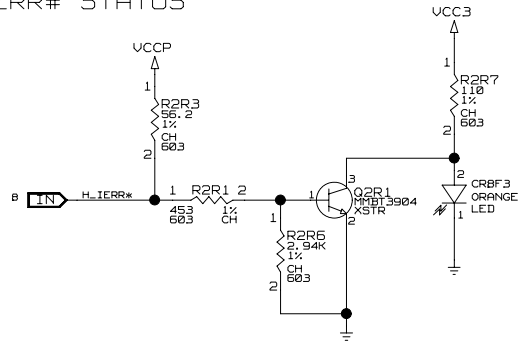 IERR# STATUS
VCCP
1
R2R3
56.2
1%
CH
603
2
VCC3
1
R2R7
110
1%
CH
603
2
B IN H_IERR*
1 R2R1 2
453 1%
603 CH
1
R2R6
2.94K
1%
CH
603
2
3
1
Q2R1
MMBT3904
XSTR
2
2
CR8F3
ORANGE
LED
1